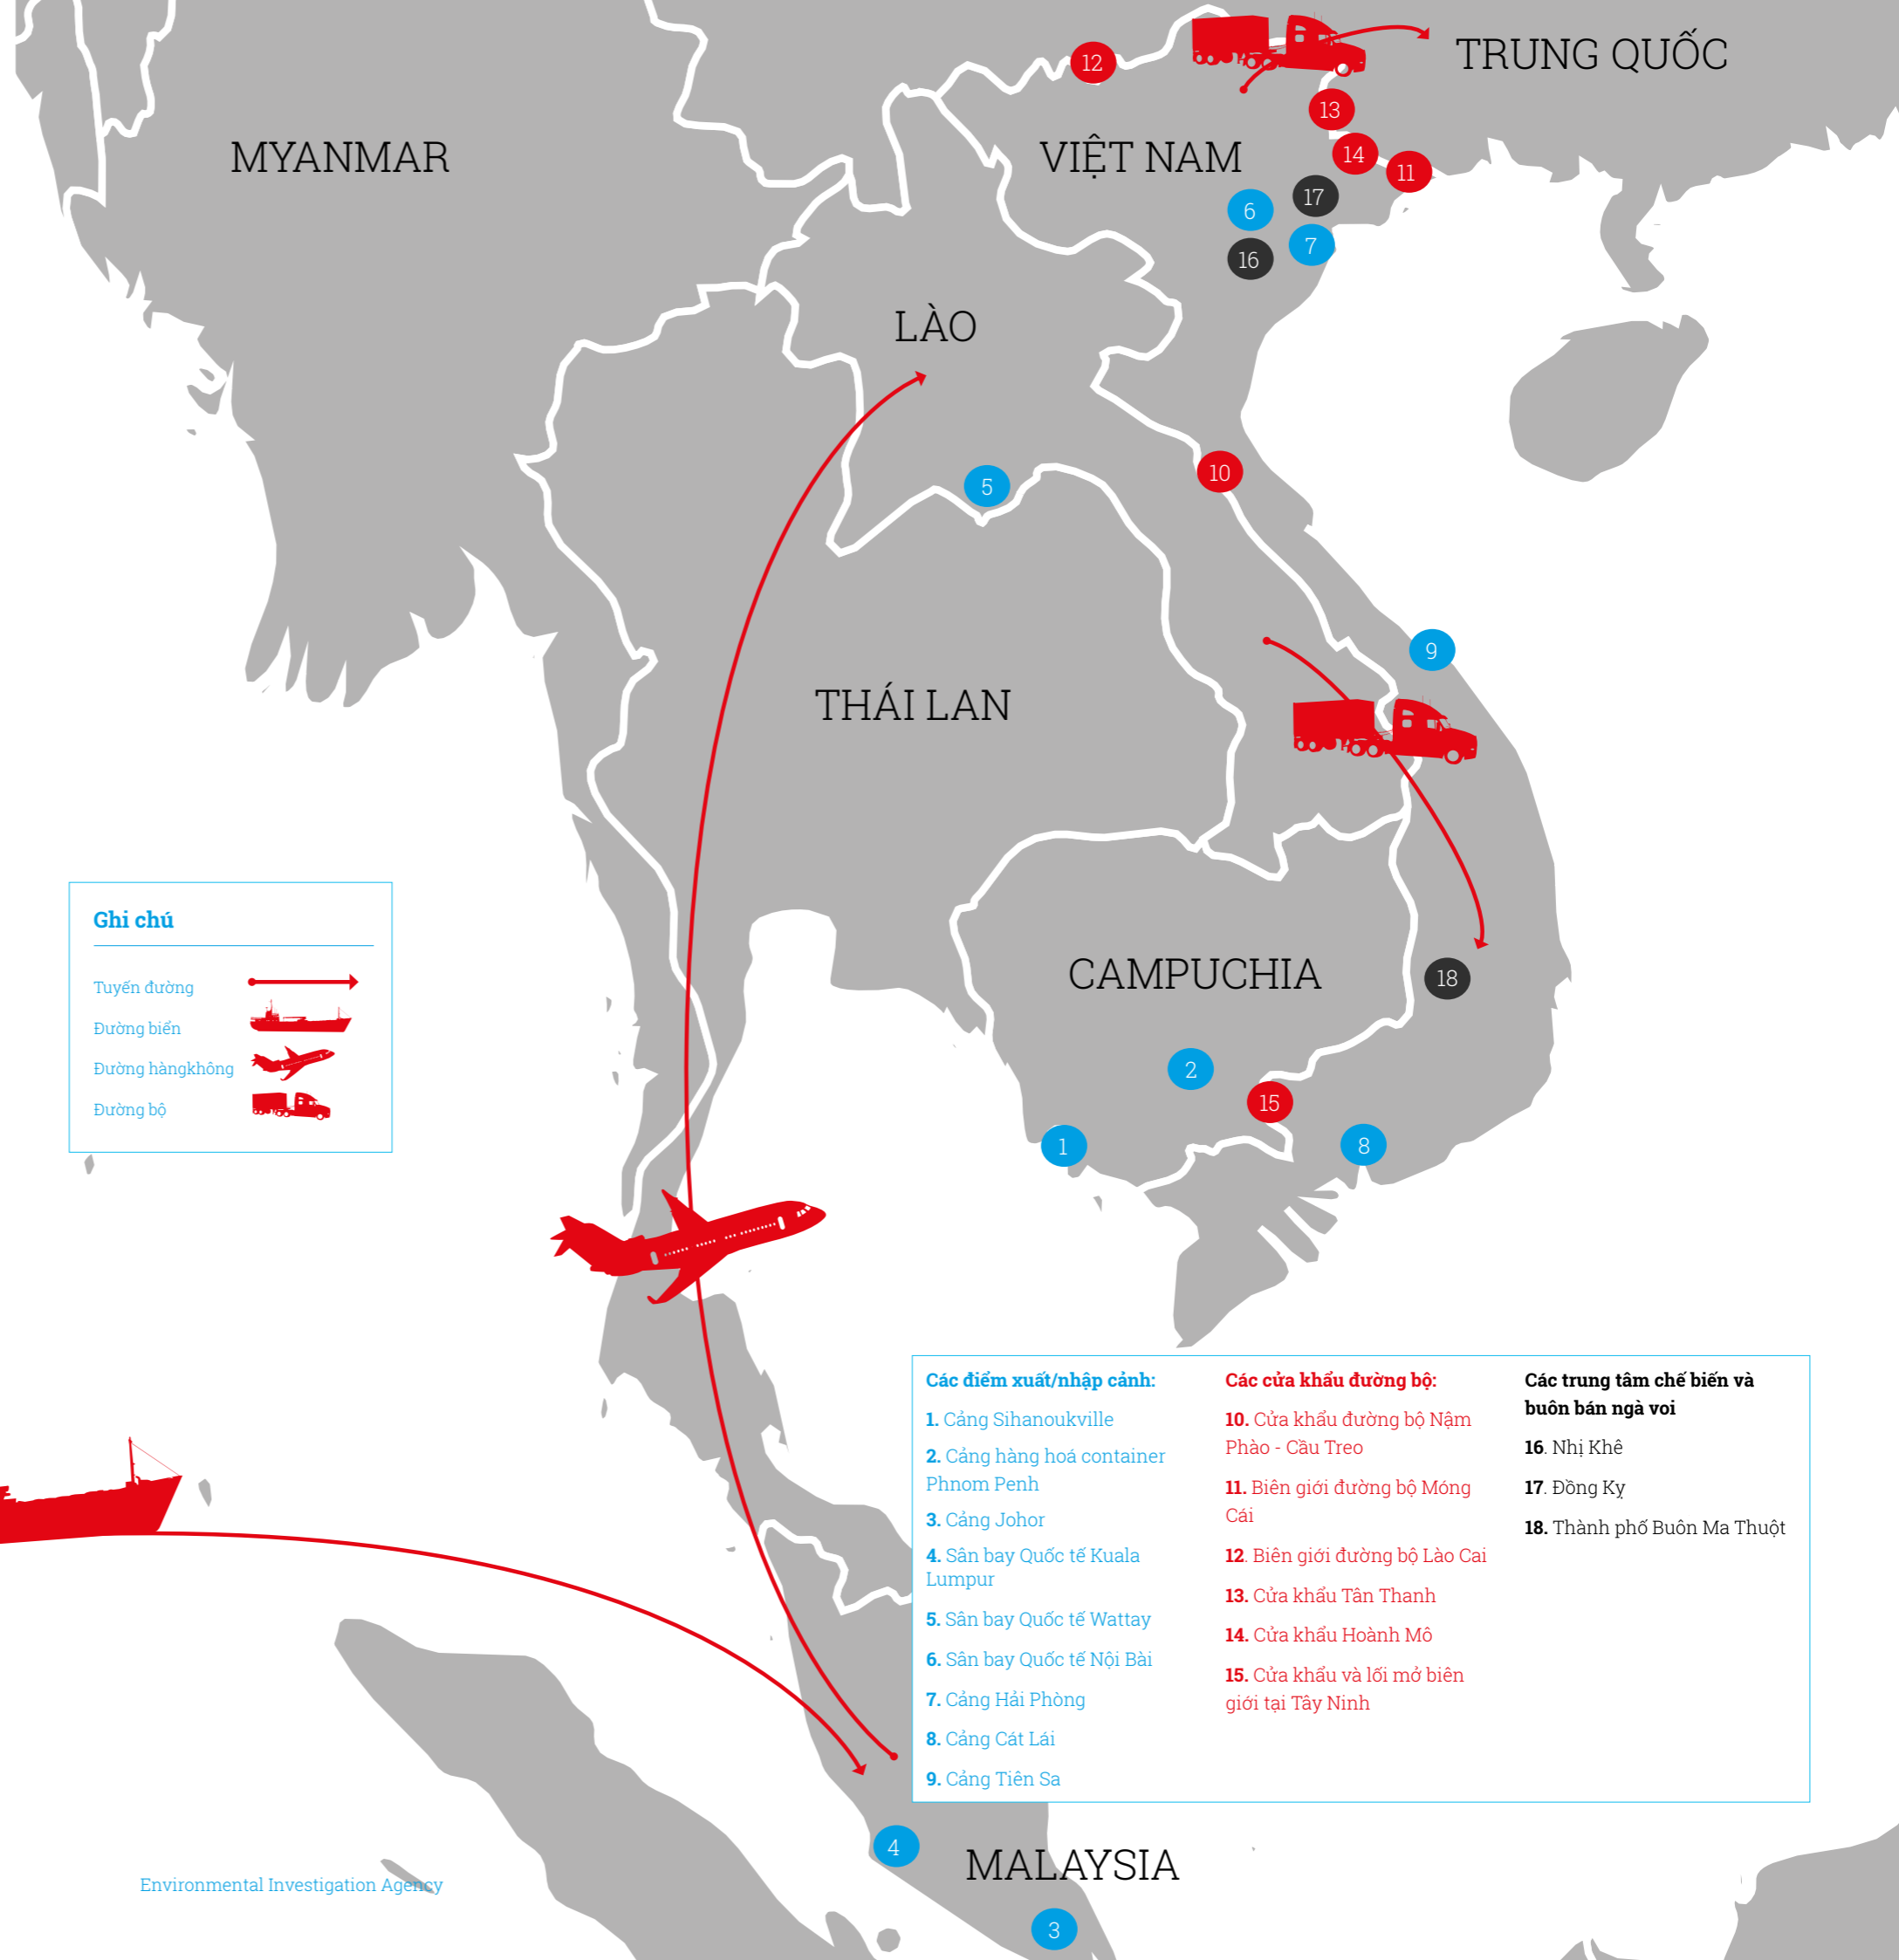 TRUNG QUỐC
12
13
MYANMAR
VIỆT NAM
14
11
17
6
7
16
LÀO
10
5
9
THÁI LAN
Ghi chú
Tuyến đường
Đường biển
Đường hàngkhông
Đường bộ
CAMPUCHIA
18
2
15
1
8
Các điểm xuất/nhập cảnh:
1. Cảng Sihanoukville
2. Cảng hàng hoá container
Phnom Penh
3. Cảng Johor
4. Sân bay Quốc tế Kuala
Lumpur
5. Sân bay Quốc tế Wattay
6. Sân bay Quốc tế Nội Bài
7. Cảng Hải Phòng
8. Cảng Cát Lái
9. Cảng Tiên Sa
Các cửa khẩu đường bộ:
10. Cửa khẩu đường bộ Nậm
Phào - Cầu Treo
11. Biên giới đường bộ Móng
Cái
12. Biên giới đường bộ Lào Cai
13. Cửa khẩu Tân Thanh
14. Cửa khẩu Hoành Mô
15. Cửa khẩu và lối mở biên
giới tại Tây Ninh
Các trung tâm chế biến và
buôn bán ngà voi
16. Nhị Khê
17. Đồng Kỵ
18. Thành phố Buôn Ma Thuột
4
MALAYSIA
Environmental Investigation Agency
3